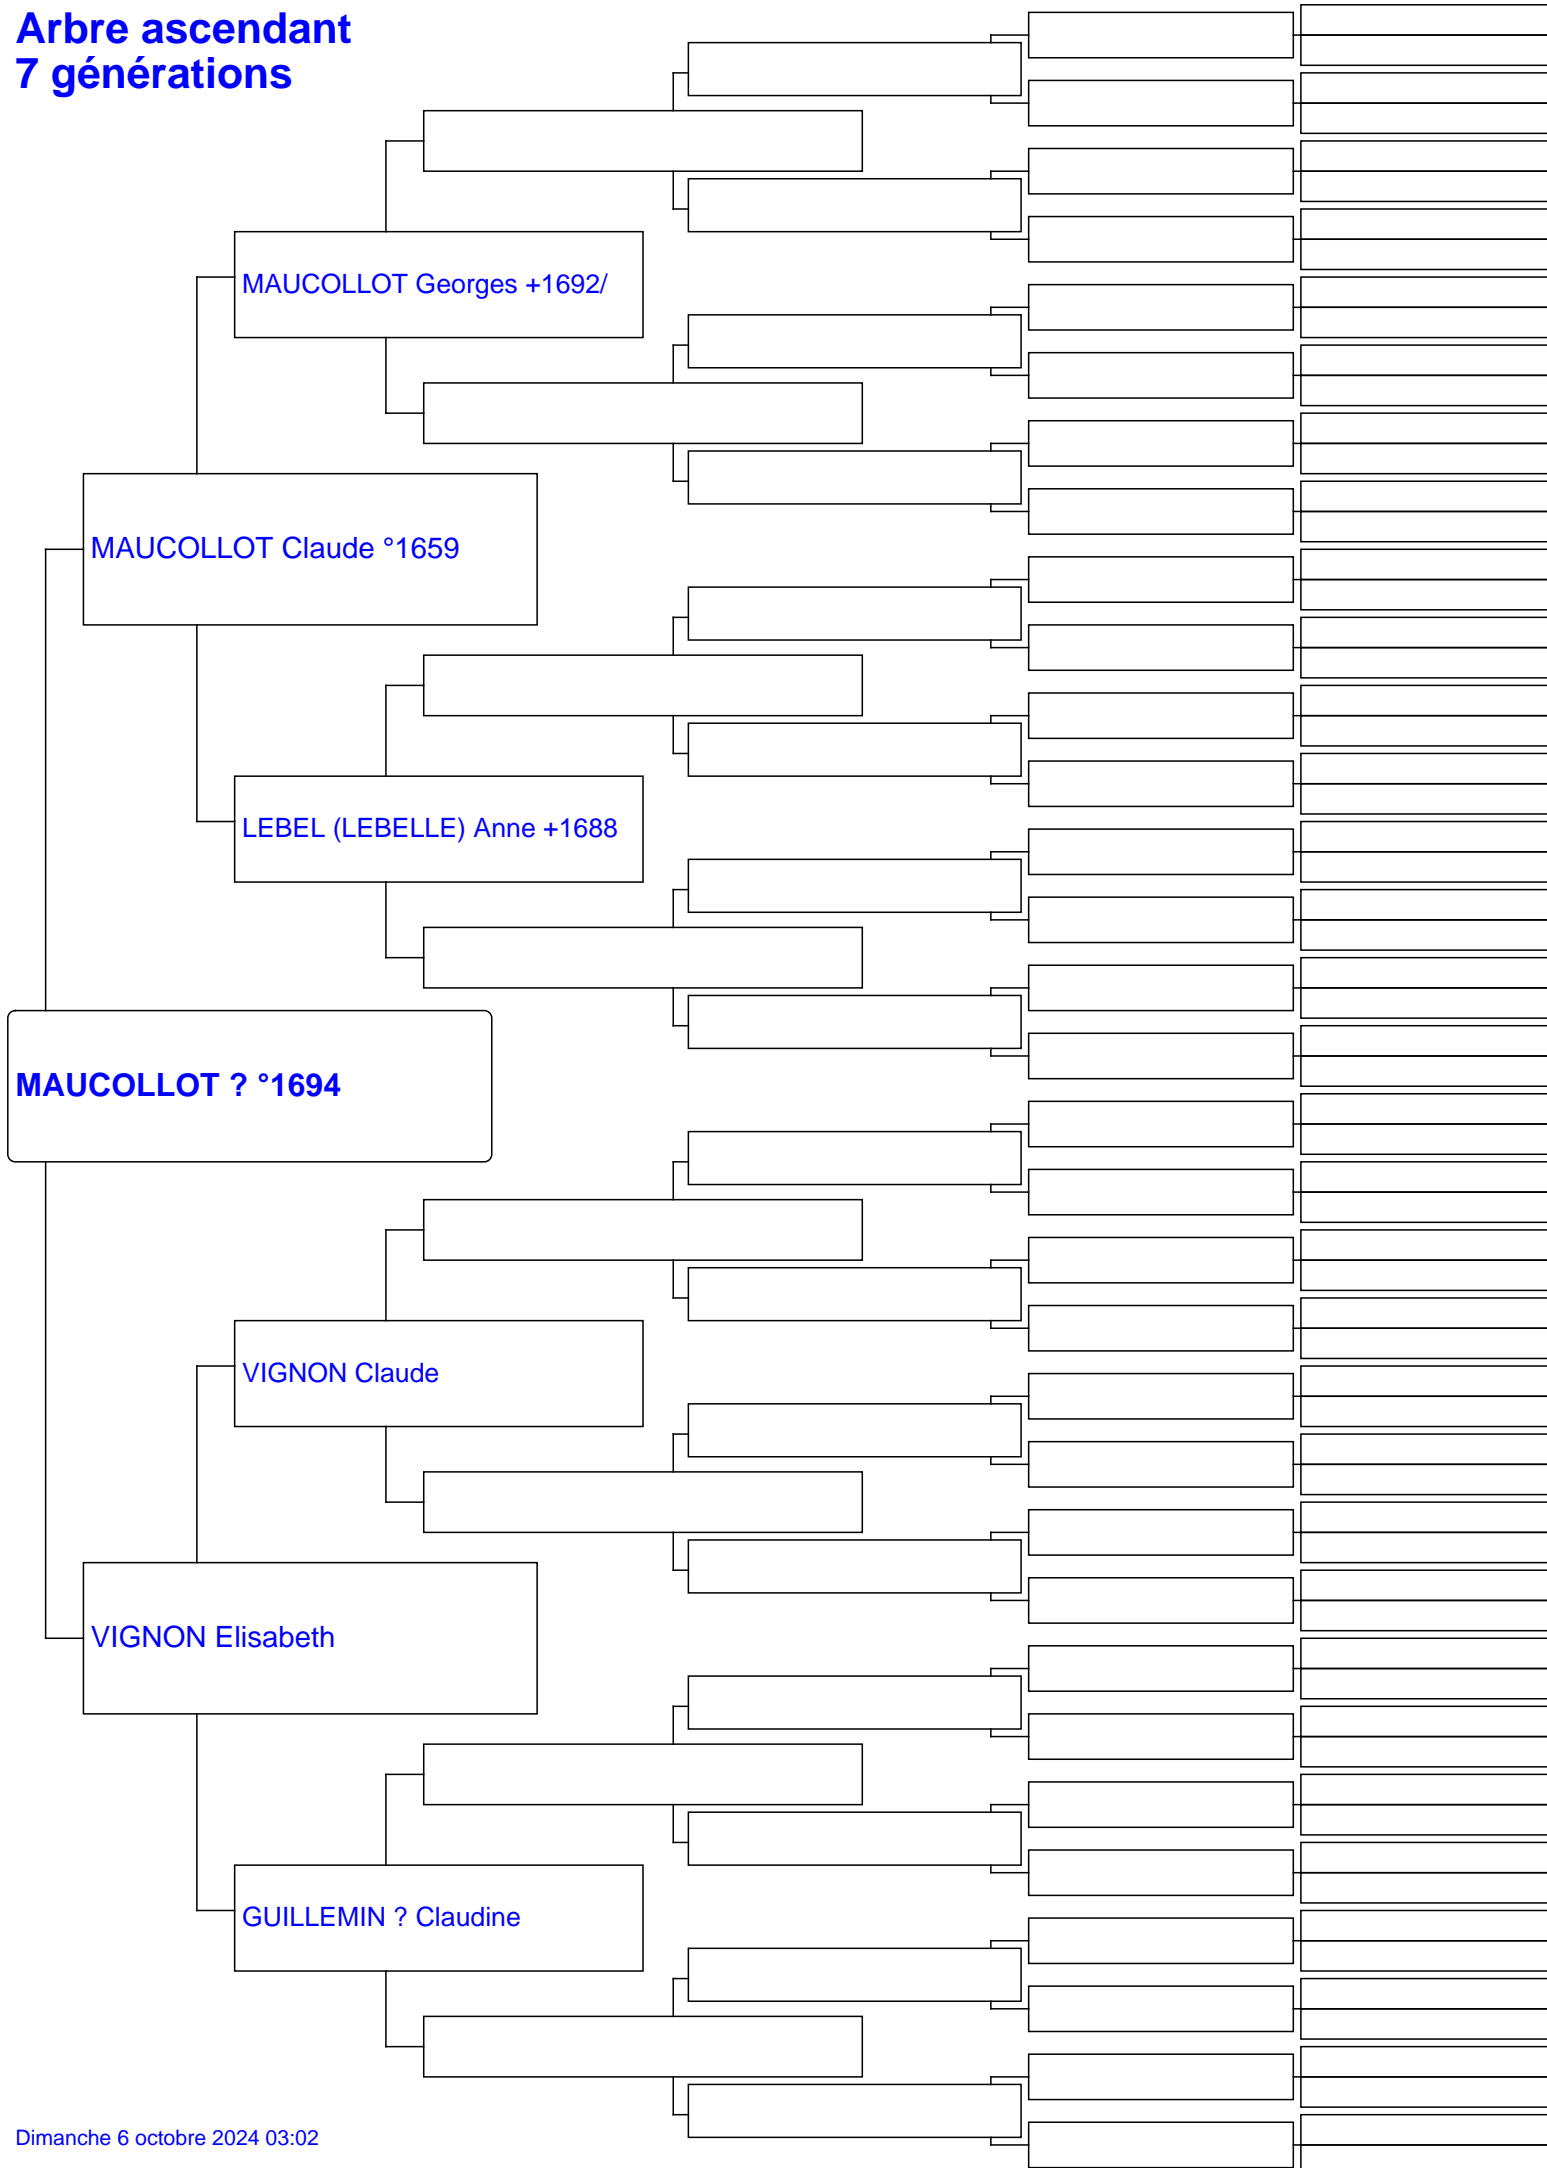 Arbre ascendant
7 générations
MAUCOLLOT Georges +1692/
MAUCOLLOT Claude °1659
LEBEL (LEBELLE) Anne +1688
MAUCOLLOT ? °1694
VIGNON Claude
VIGNON Elisabeth
GUILLEMIN ? Claudine
Dimanche 6 octobre 2024 03:02